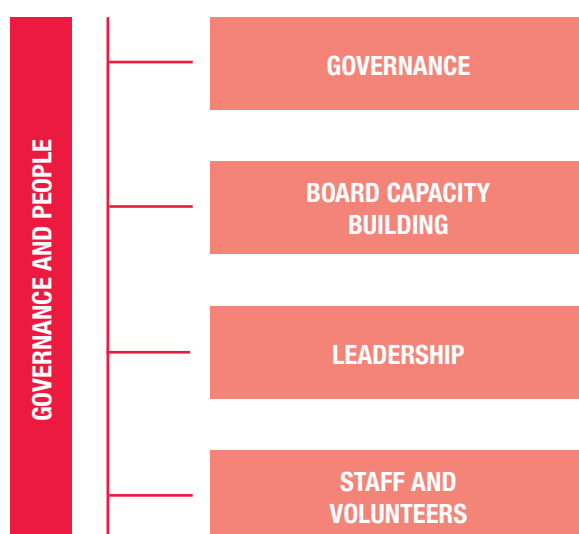 GOVERNANCE AND PEOPLE
GOVERNANCE
BOARD CAPACITY
BUILDING
LEADERSHIP
STAFF AND
VOLUNTEERS